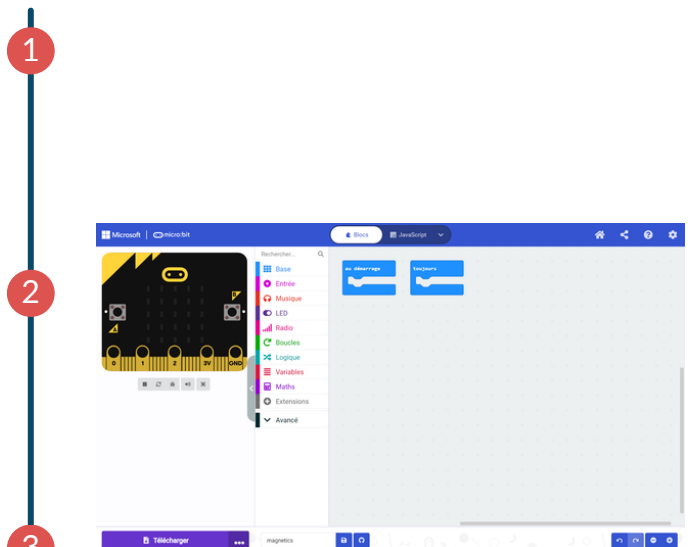 1
Microsoft | micro:bit
Blocs
JavaScript
Rechercher...
Base
Entrée
Musique
LED
Radio
Boucles
Logique
Variables
Maths
Extensions
Avancé
au démarrage
toujours
A
B
0 1 2 3V GND
2
3
Télécharger
...
magnetics